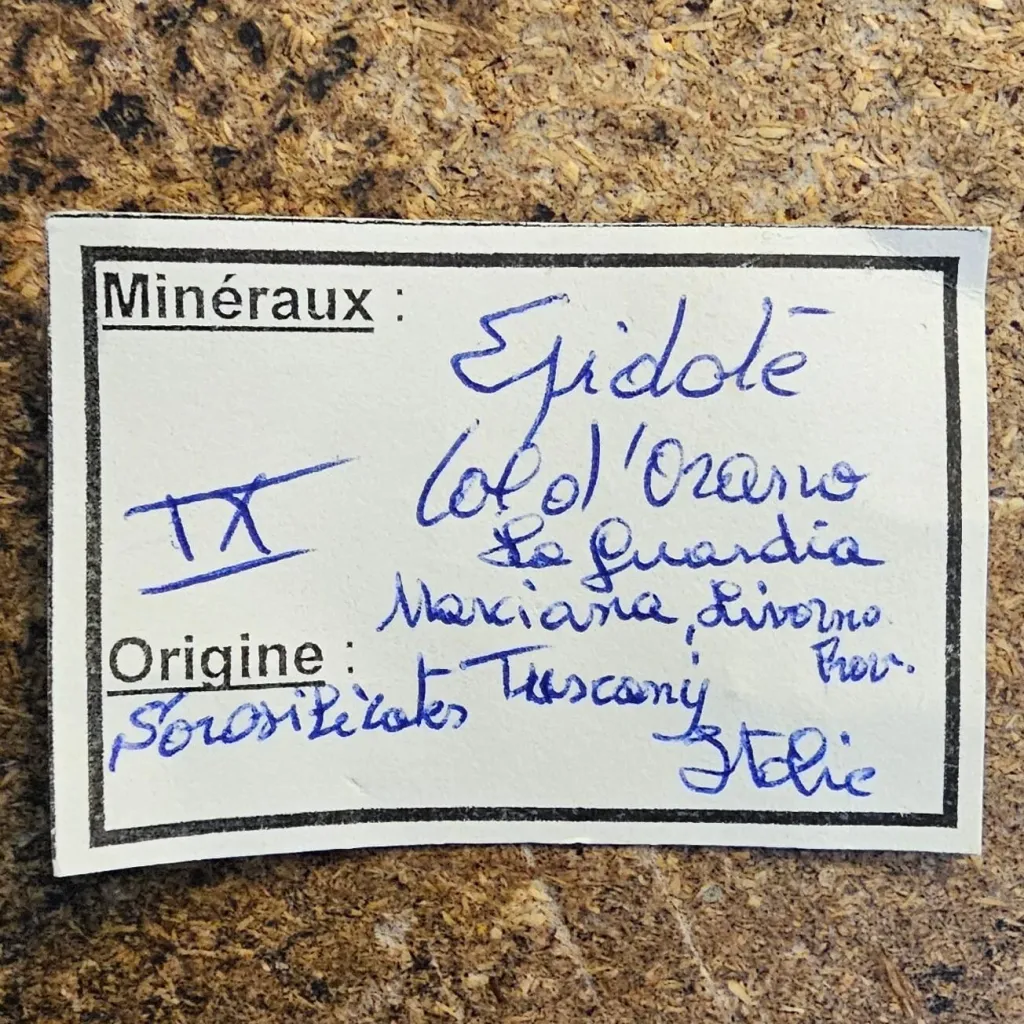 Minéraux :
Epidote
Col d'Orano
La Guardia
IX
Marciana, Livorno
Prov.
Origine :
Tuscany
Sorosilicates
Italie